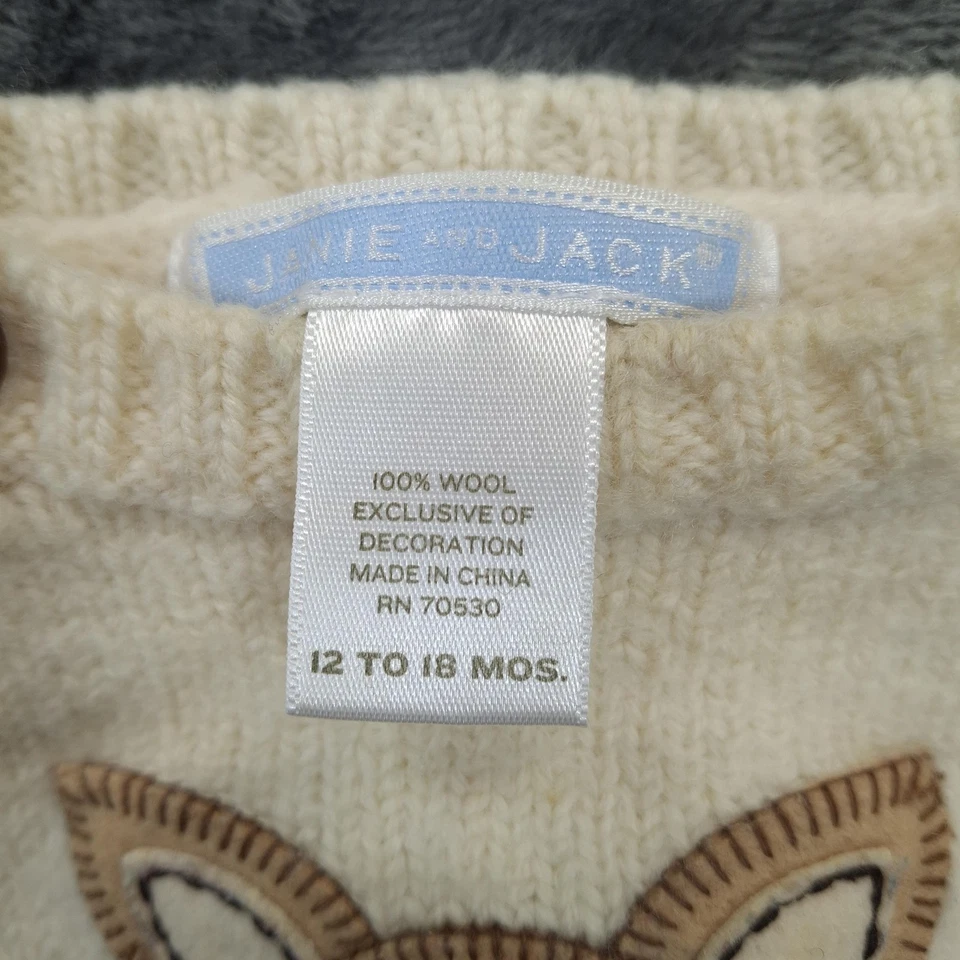 JANIE AND JACK®
100% WOOL
EXCLUSIVE OF
DECORATION
MADE IN CHINA
RN 70530
12 TO 18 MOS.